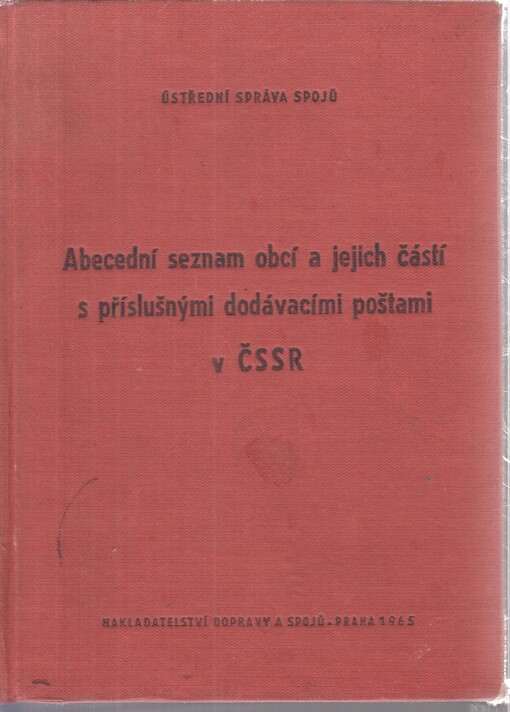 ÚSTŘEDNÍ SPRÁVA SPOJŮ
Abecední seznam obcí a jejich částí
s příslušnými dodávacími poštami
v ČSSR
NAKLADATELSTVÍ DOPRAVY A SPOJŮ - PRAHA 1965